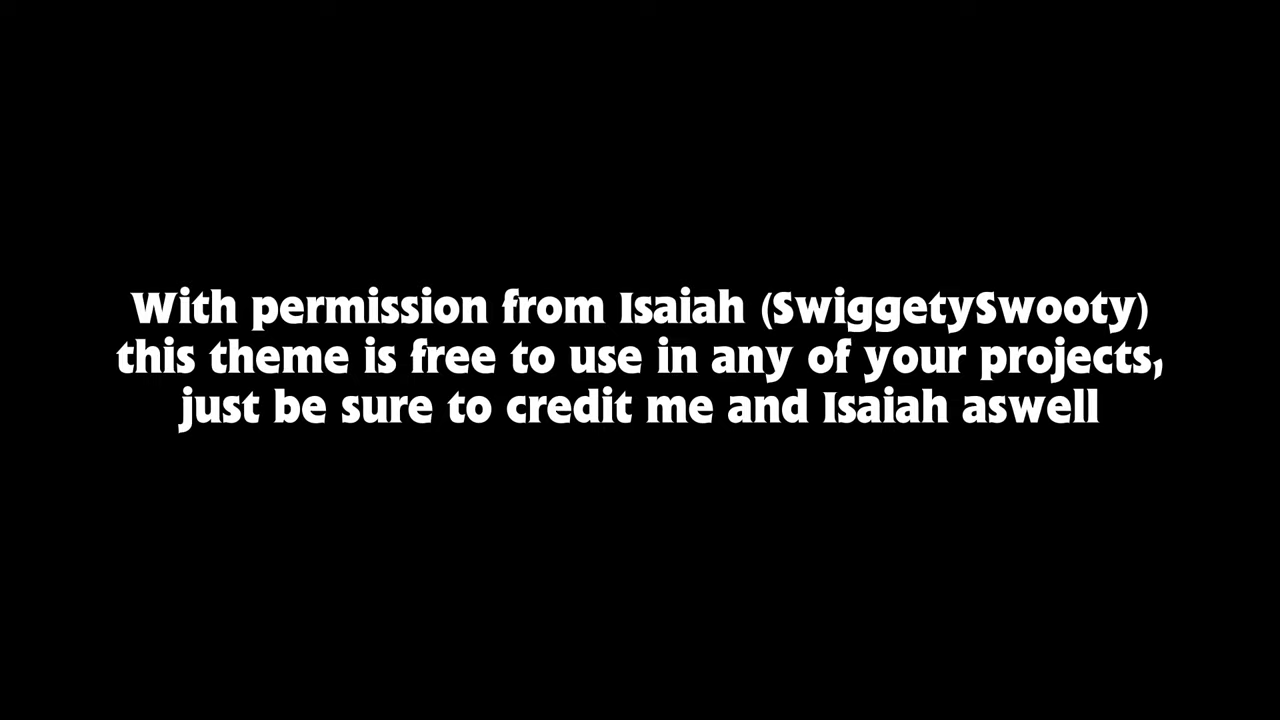 With permission from Isaiah (SwiggetySwooty)
this theme is free to use in any of your projects,
just be sure to credit me and Isaiah aswell